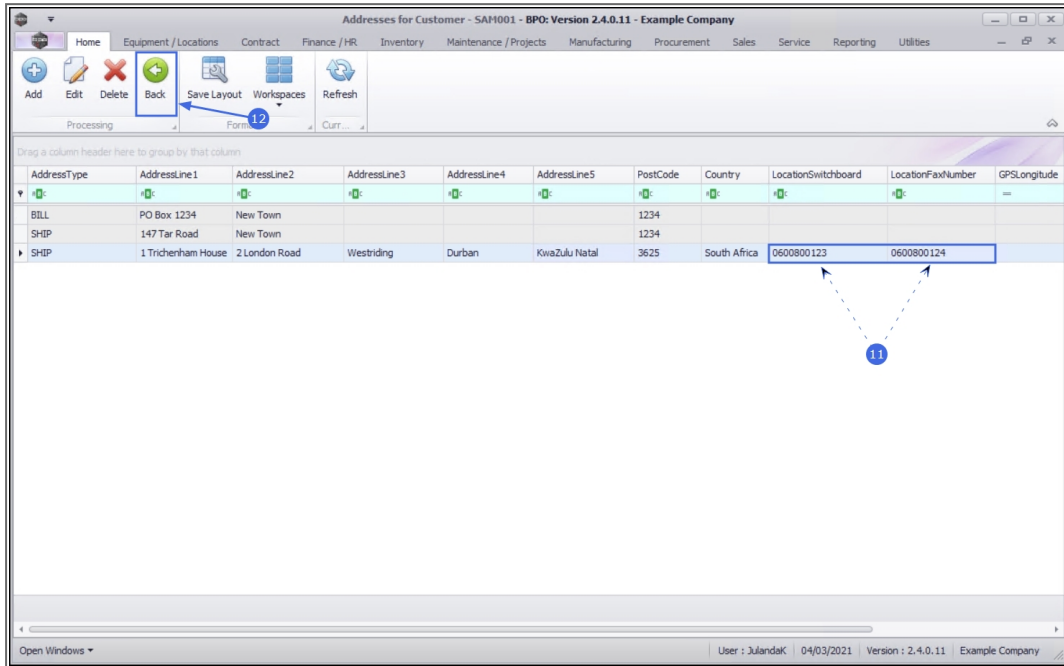 Addresses for Customer - SAM001 - BPO: Version 2.4.0.11 - Example Company
Home Equipment / Locations Contract Finance / HR Inventory Maintenance / Projects Manufacturing Procurement Sales Service Reporting Utilities
Add Edit Delete Back Save Layout Workspaces Refresh
12
Processing Form Curr...
Drag a column header here to group by that column
AddressType AddressLine1 AddressLine2 AddressLine3 AddressLine4 AddressLine5 PostCode Country LocationSwitchboard LocationFaxNumber GPSLongitude
BILL PO Box 1234 New Town 1234
SHIP 147 Tar Road New Town 1234
SHIP 1 Trichenham House 2 London Road Westriding Durban KwaZulu Natal 3625 South Africa 0600800123 0600800124
11
Open Windows User : JulandaK 04/03/2021 Version : 2.4.0.11 Example Company